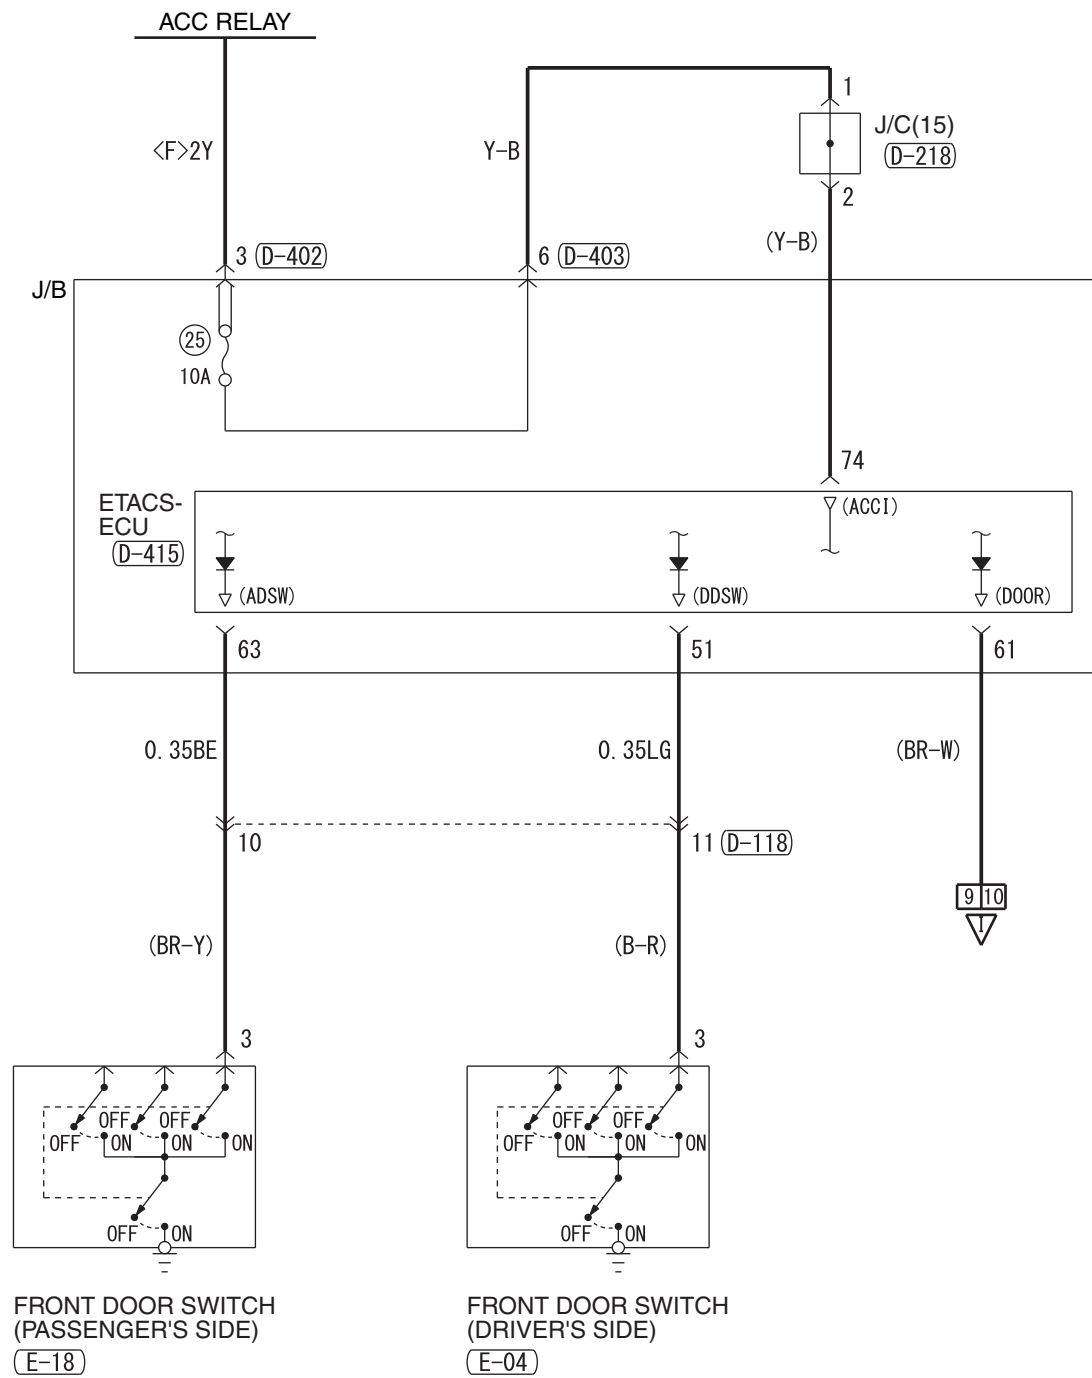 ACC RELAY
1
J/C(15)
<F>2Y
Y-B
(D-218)
2
(Y-B)
3 (D-402)
6 (D-403)
J/B
25
10A
74
ETACS-
ECU
(D-415)
(ACCI)
(ADSW)
(DDSW)
(DOOR)
63
51
61
0.35BE
0.35LG
(BR-W)
10
11 (D-118)
9 10
I
(BR-Y)
(B-R)
3
3
OFF OFF
OFF ON ON ON
OFF ON
OFF OFF
OFF ON ON ON
OFF ON
FRONT DOOR SWITCH
(PASSENGER'S SIDE)
E-18
FRONT DOOR SWITCH
(DRIVER'S SIDE)
E-04